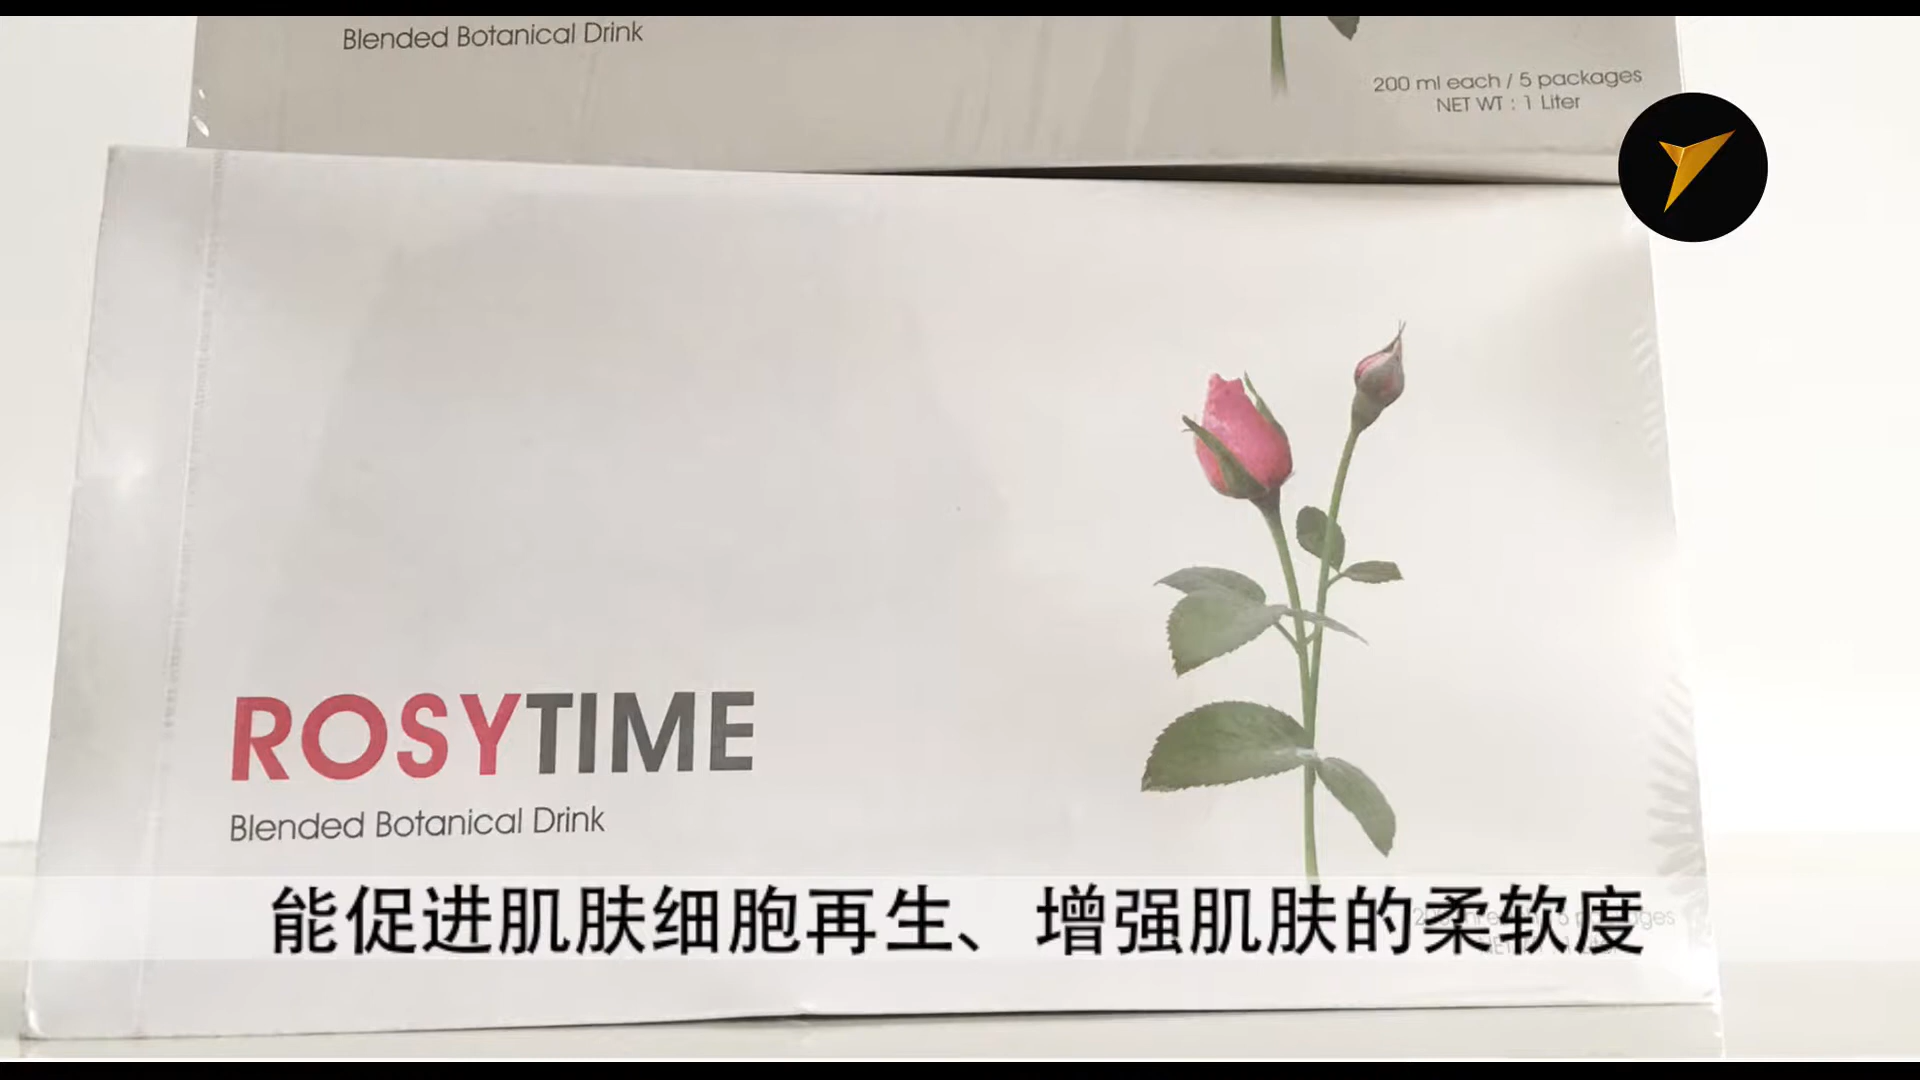 Blended Botanical Drink
200 ml each / 5 packages
NET WT : 1 Liter
ROSYTIME
Blended Botanical Drink
能促进肌肤细胞再生、增强肌肤的柔软度